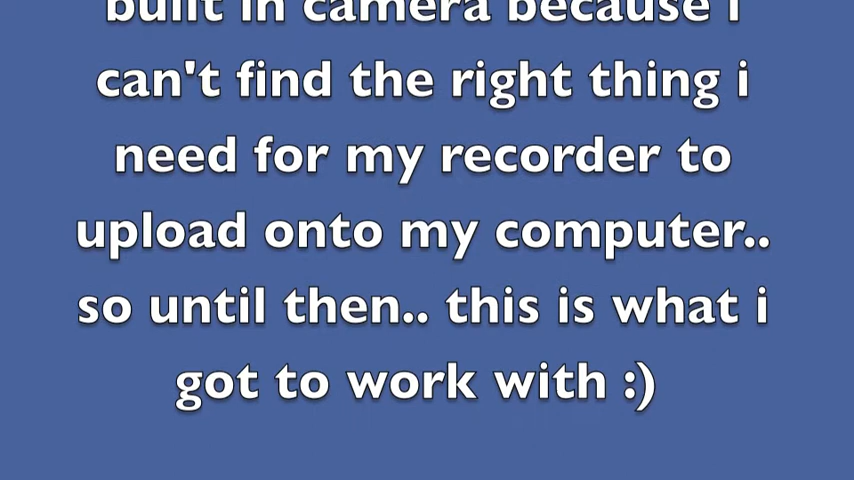 built in camera because i
can't find the right thing i
need for my recorder to
upload onto my computer..
so until then.. this is what i
got to work with :)